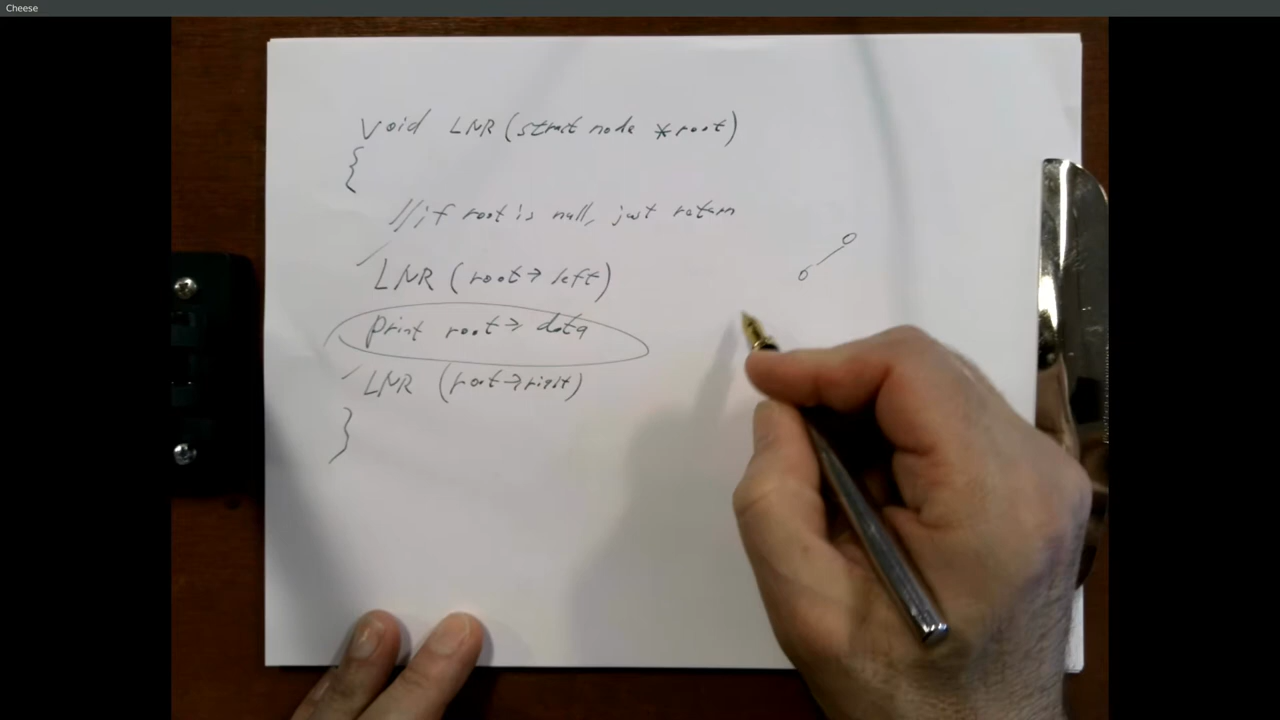 Cheese
void LNR (struct node *root)
{
//if root is null, just return
LNR (root→left)
print root→data
LNR (root→right)
}